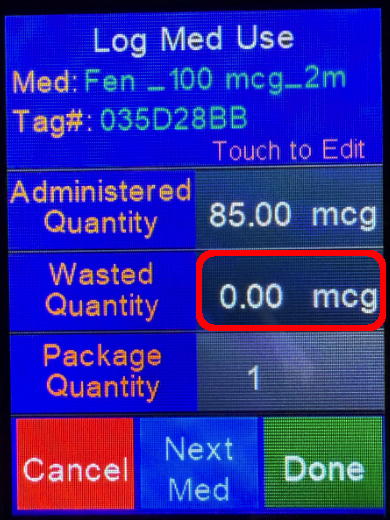 Log Med Use
Med: Fen _100 mcg_2m
Tag#: 035D28BB
Touch to Edit
Administered
Quantity
85.00 mcg
Wasted
Quantity
0.00 mcg
Package
Quantity
1
Cancel
Next
Med
Done